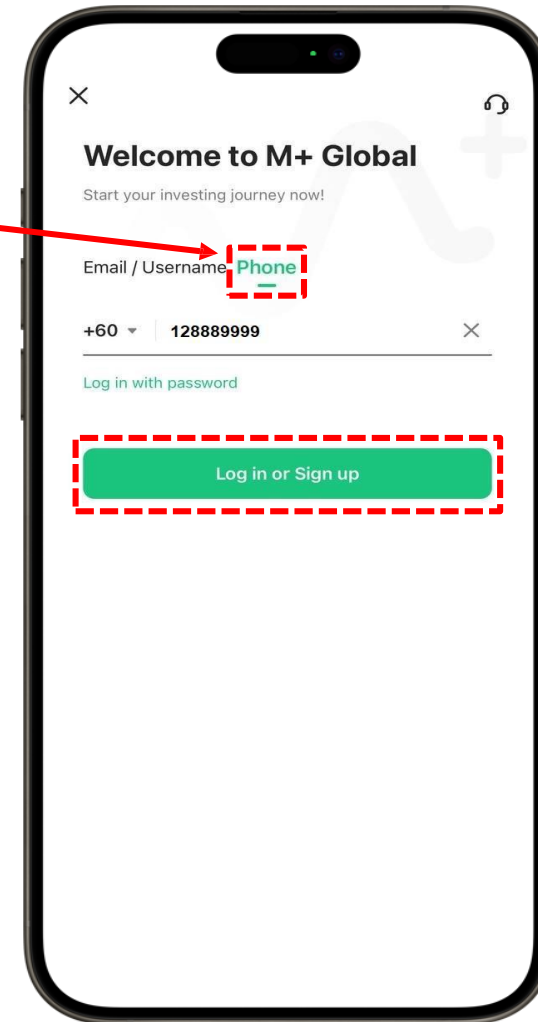 Welcome to M+ Global
Start your investing journey now!
Email / Username Phone
+60 128889999
Log in with password
Log in or Sign up